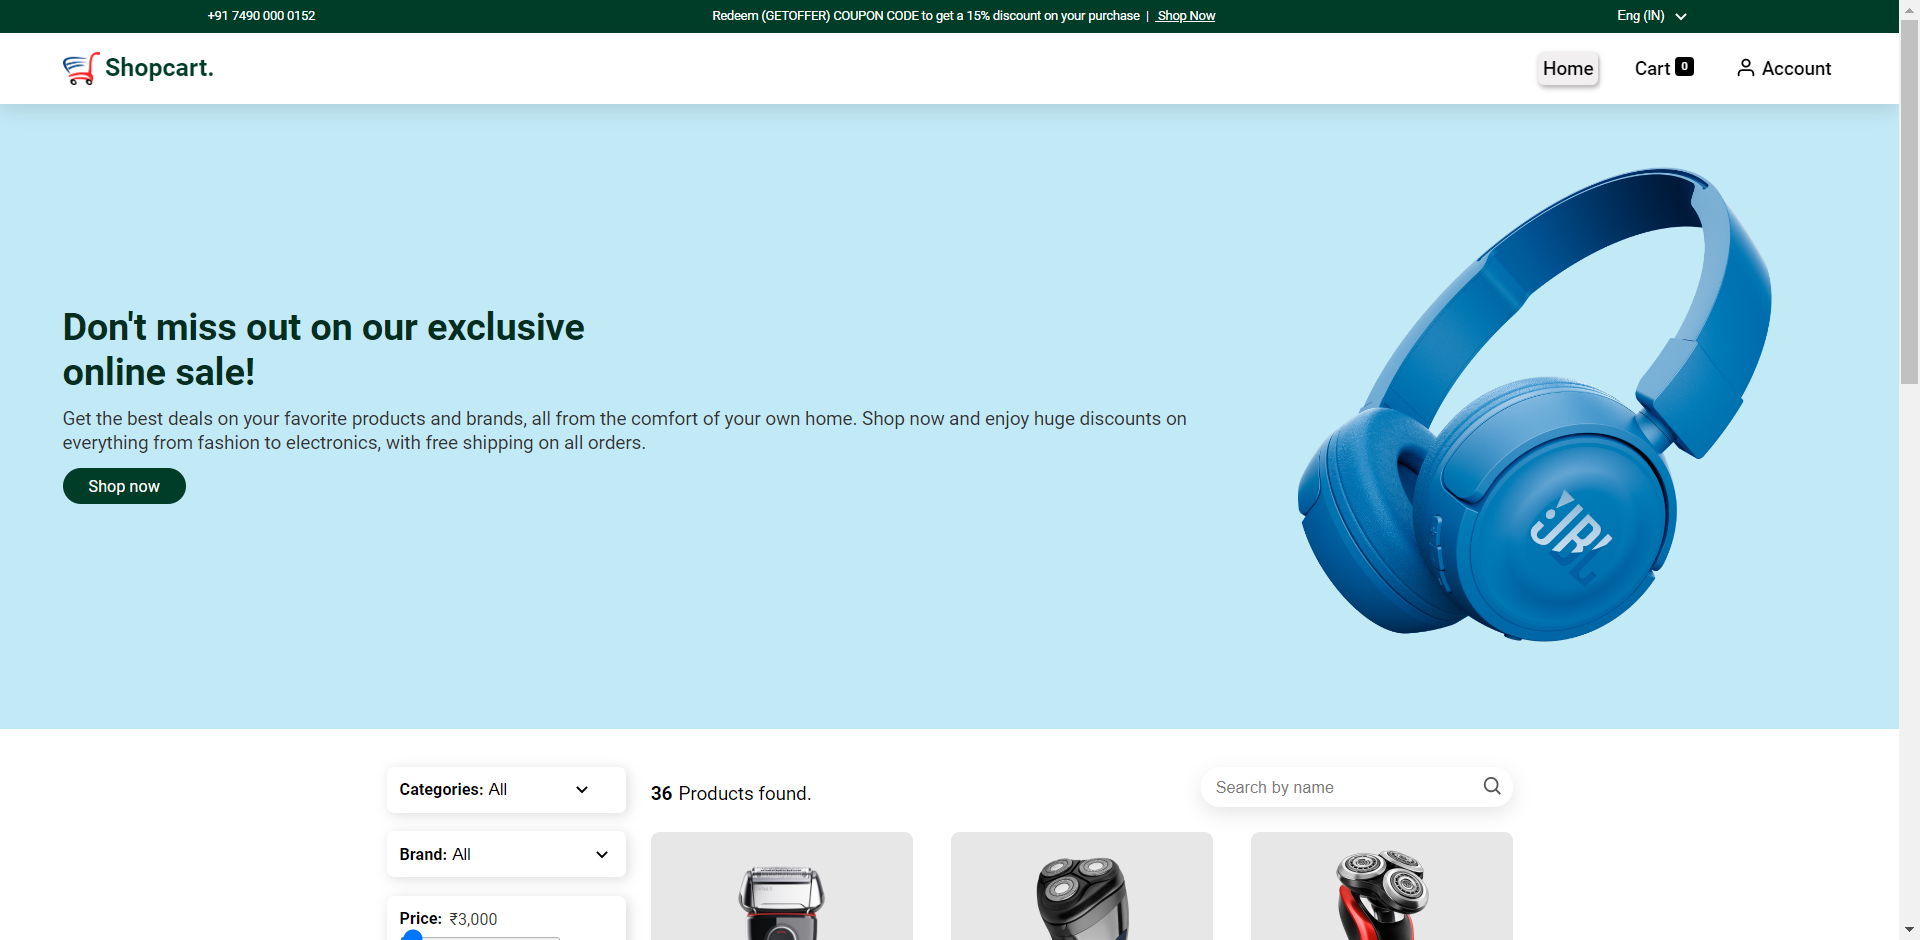 +91 7490 000 0152
Redeem (GETOFFER) COUPON CODE to get a 15% discount on your purchase | Shop Now
Eng (IN)
Shopcart.
Home
Cart 0
Account
Don't miss out on our exclusive
online sale!
Get the best deals on your favorite products and brands, all from the comfort of your own home. Shop now and enjoy huge discounts on
everything from fashion to electronics, with free shipping on all orders.
Shop now
JBL
Categories: All
36 Products found.
Search by name
Brand: All
Price: ₹3,000